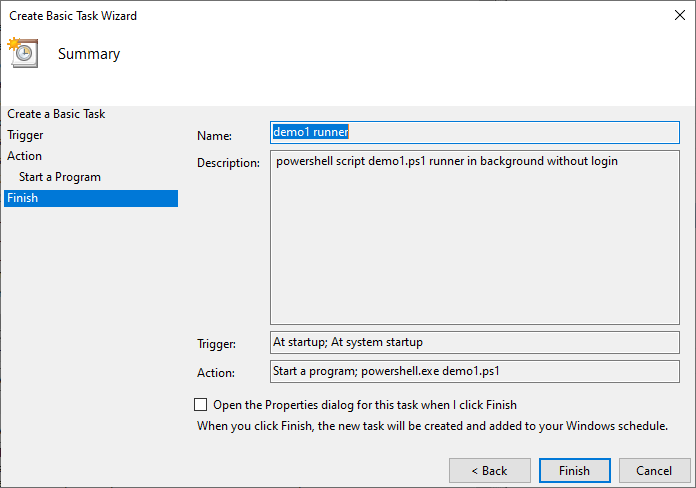 Create Basic Task Wizard
Summary
Create a Basic Task
Trigger
Action
Start a Program
Finish
Name: demo1 runner
Description: powershell script demo1.ps1 runner in background without login
Trigger: At startup; At system startup
Action: Start a program; powershell.exe demo1.ps1
Open the Properties dialog for this task when I click Finish
When you click Finish, the new task will be created and added to your Windows schedule.
< Back Finish Cancel